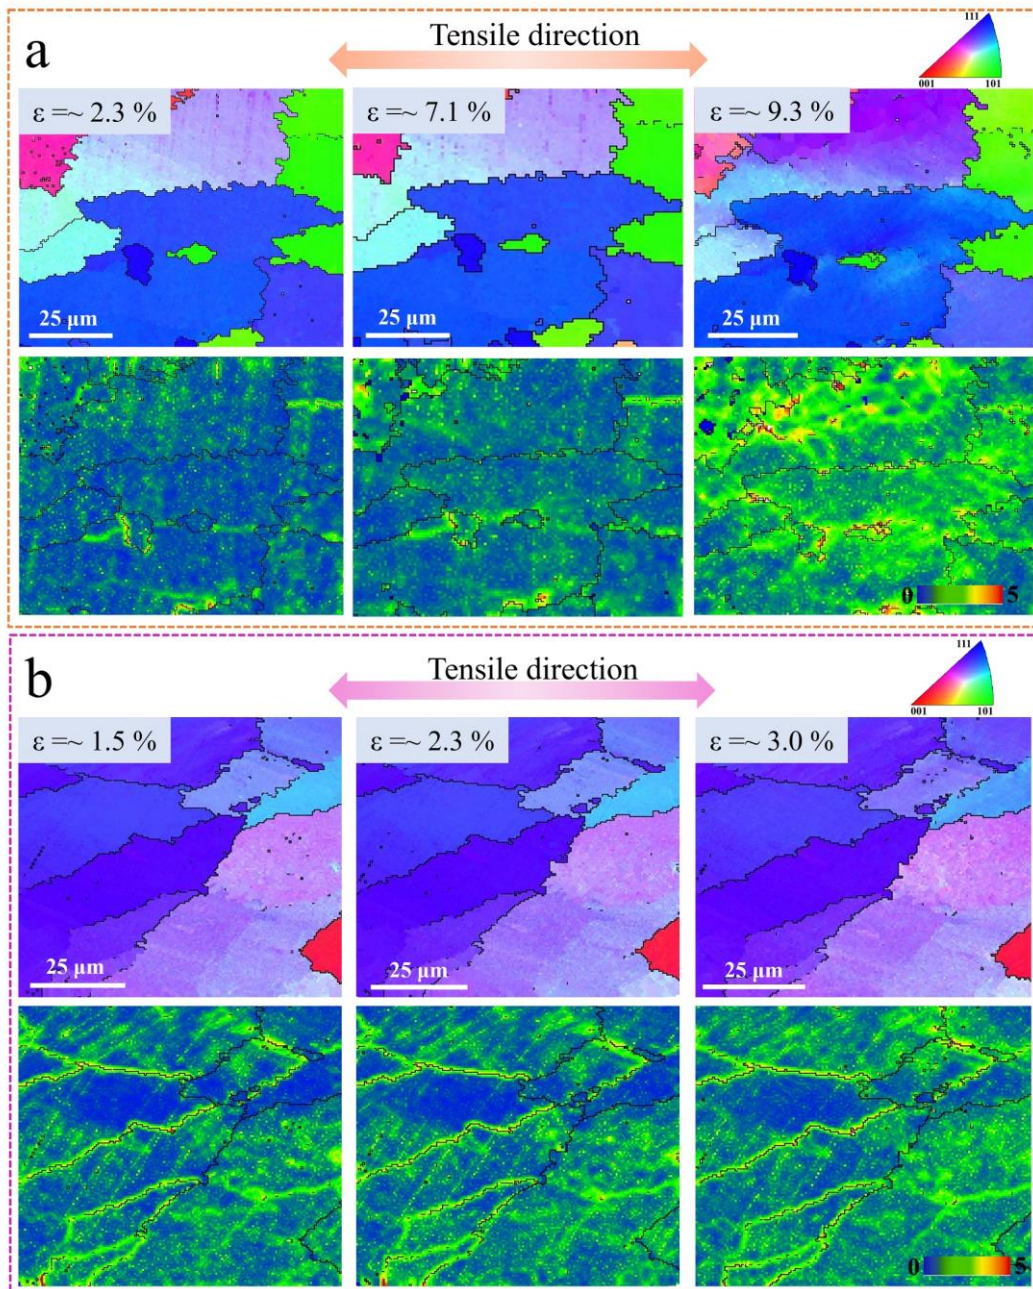 a
Tensile direction
111
001 101
ε =~ 2.3 %
ε =~ 7.1 %
ε =~ 9.3 %
25 μm
25 μm
25 μm
0 5
b
Tensile direction
111
001 101
ε =~ 1.5 %
ε =~ 2.3 %
ε =~ 3.0 %
25 μm
25 μm
25 μm
0 5